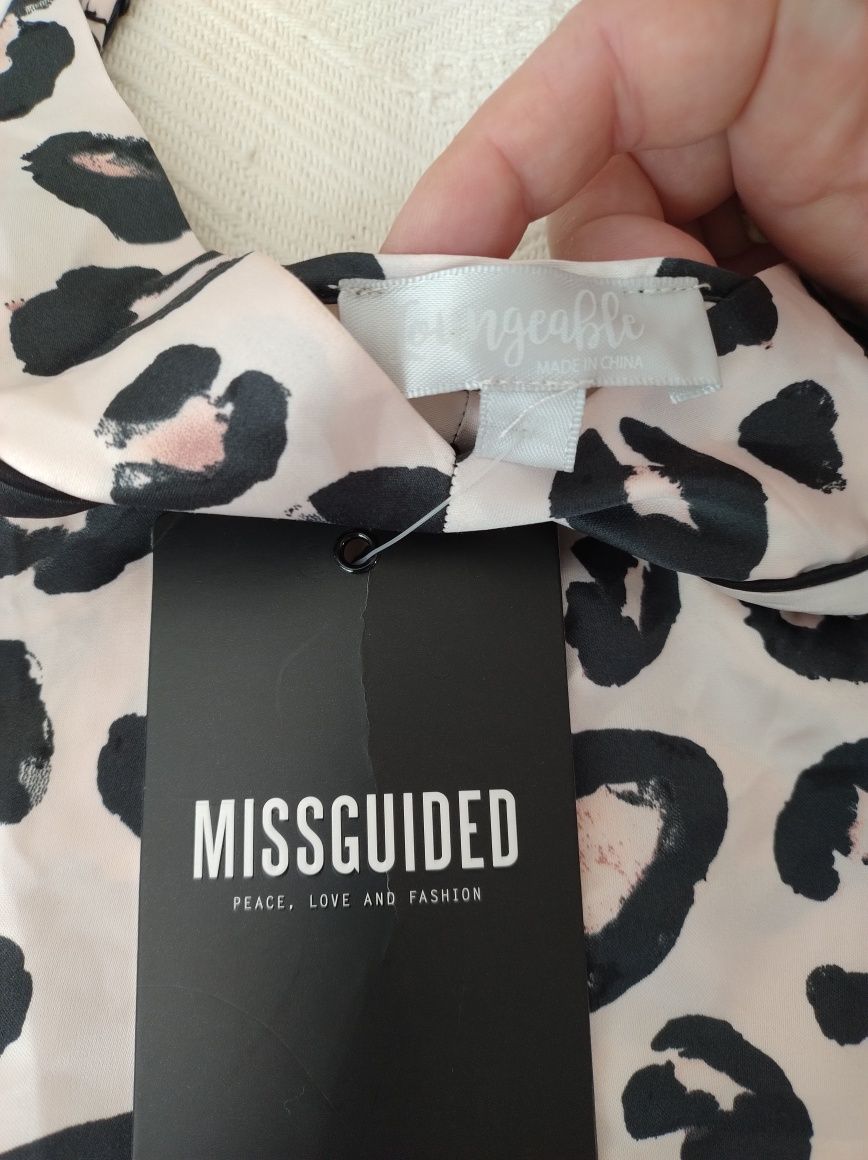 Loungeable
MADE IN CHINA
MISSGUIDED
PEACE, LOVE AND FASHION